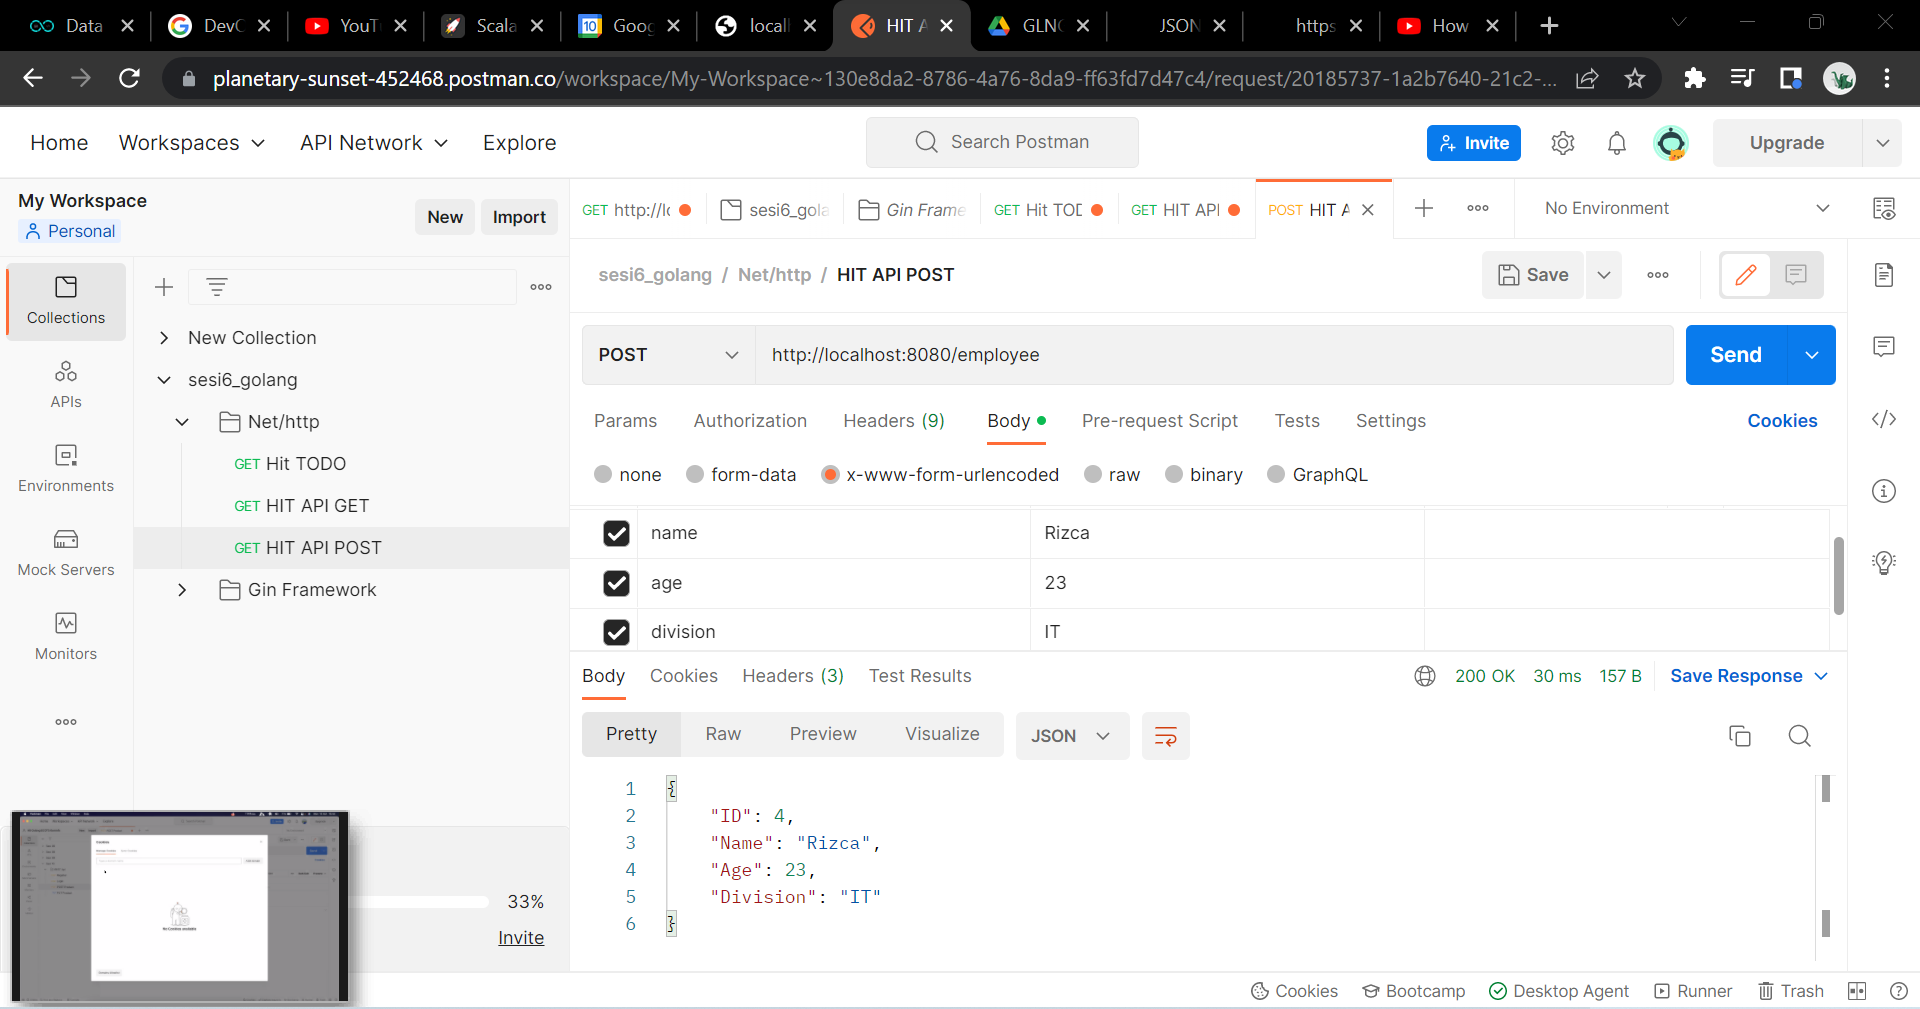 Data
DevC
YouT
Scala
Goog
locall
HIT A
GLNC
JSON
https
How
planetary-sunset-452468.postman.co/workspace/My-Workspace~130e8da2-8786-4a76-8da9-ff63fd7d47c4/request/20185737-1a2b7640-21c2-...
Home Workspaces API Network Explore
Search Postman
Invite
Upgrade
My Workspace
Personal
New Import
GET http://lo
sesi6_gola
Gin Frame
GET Hit TOD
GET HIT API
POST HIT A
No Environment
Collections
APIs
Environments
Mock Servers
Monitors
New Collection
sesi6_golang
Net/http
GET Hit TODO
GET HIT API GET
GET HIT API POST
Gin Framework
33%
Invite
sesi6_golang / Net/http / HIT API POST
Save
POST http://localhost:8080/employee
Send
Params Authorization Headers (9) Body Pre-request Script Tests Settings Cookies
none form-data x-www-form-urlencoded raw binary GraphQL
name Rizca
age 23
division IT
Body Cookies Headers (3) Test Results
200 OK 30 ms 157 B Save Response
Pretty Raw Preview Visualize JSON
1 {
2 "ID": 4,
3 "Name": "Rizca",
4 "Age": 23,
5 "Division": "IT"
6 }
Cookies Bootcamp Desktop Agent Runner Trash